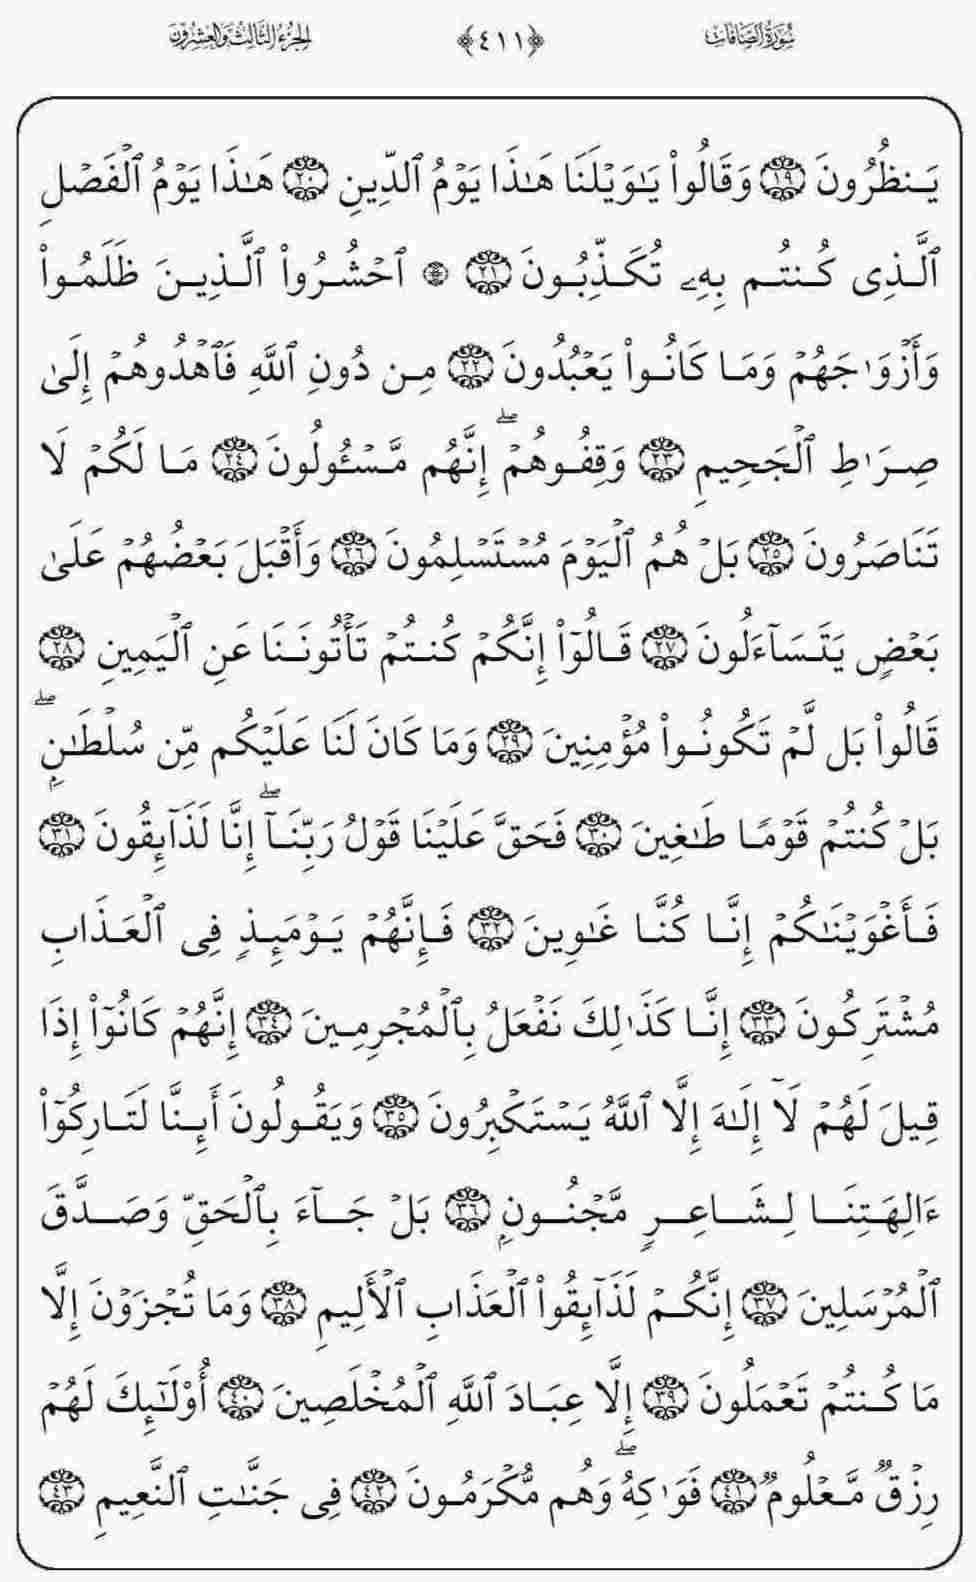 سُورَةُ الصَّافَّات ﴿٤١١﴾ الجُزْءُ الثَّالِثُ وَالعِشْرُونَ
يَنظُرُونَ ١٩ وَقَالُوا۟ يَٰوَيْلَنَا هَٰذَا يَوْمُ ٱلدِّينِ ٢٠ هَٰذَا يَوْمُ ٱلْفَصْلِ
ٱلَّذِى كُنتُم بِهِۦ تُكَذِّبُونَ ٢١ ۞ ٱحْشُرُوا۟ ٱلَّذِينَ ظَلَمُوا۟
وَأَزْوَٰجَهُمْ وَمَا كَانُوا۟ يَعْبُدُونَ ٢٢ مِن دُونِ ٱللَّهِ فَٱهْدُوهُمْ إِلَىٰ
صِرَٰطِ ٱلْجَحِيمِ ٢٣ وَقِفُوهُمْ ۖ إِنَّهُم مَّسْـُٔولُونَ ٢٤ مَا لَكُمْ لَا
تَنَاصَرُونَ ٢٥ بَلْ هُمُ ٱلْيَوْمَ مُسْتَسْلِمُونَ ٢٦ وَأَقْبَلَ بَعْضُهُمْ عَلَىٰ
بَعْضٍ يَتَسَآءَلُونَ ٢٧ قَالُوٓا۟ إِنَّكُمْ كُنتُمْ تَأْتُونَنَا عَنِ ٱلْيَمِينِ ٢٨
قَالُوا۟ بَل لَّمْ تَكُونُوا۟ مُؤْمِنِينَ ٢٩ وَمَا كَانَ لَنَا عَلَيْكُم مِّن سُلْطَٰنٍۭ ۖ
بَلْ كُنتُمْ قَوْمًا طَٰغِينَ ٣٠ فَحَقَّ عَلَيْنَا قَوْلُ رَبِّنَآ ۖ إِنَّا لَذَآئِقُونَ ٣١
فَأَغْوَيْنَٰكُمْ إِنَّا كُنَّا غَٰوِينَ ٣٢ فَإِنَّهُمْ يَوْمَئِذٍ فِى ٱلْعَذَابِ
مُشْتَرِكُونَ ٣٣ إِنَّا كَذَٰلِكَ نَفْعَلُ بِٱلْمُجْرِمِينَ ٣٤ إِنَّهُمْ كَانُوٓا۟ إِذَا
قِيلَ لَهُمْ لَآ إِلَٰهَ إِلَّا ٱللَّهُ يَسْتَكْبِرُونَ ٣٥ وَيَقُولُونَ أَئِنَّا لَتَارِكُوٓا۟
ءَالِهَتِنَا لِشَاعِرٍ مَّجْنُونٍۭ ٣٦ بَلْ جَآءَ بِٱلْحَقِّ وَصَدَّقَ
ٱلْمُرْسَلِينَ ٣٧ إِنَّكُمْ لَذَآئِقُوا۟ ٱلْعَذَابِ ٱلْأَلِيمِ ٣٨ وَمَا تُجْزَوْنَ إِلَّا
مَا كُنتُمْ تَعْمَلُونَ ٣٩ إِلَّا عِبَادَ ٱللَّهِ ٱلْمُخْلَصِينَ ٤٠ أُو۟لَٰٓئِكَ لَهُمْ
رِزْقٌ مَّعْلُومٌ ٤١ فَوَٰكِهُ ۖ وَهُم مُّكْرَمُونَ ٤٢ فِى جَنَّٰتِ ٱلنَّعِيمِ ٤٣